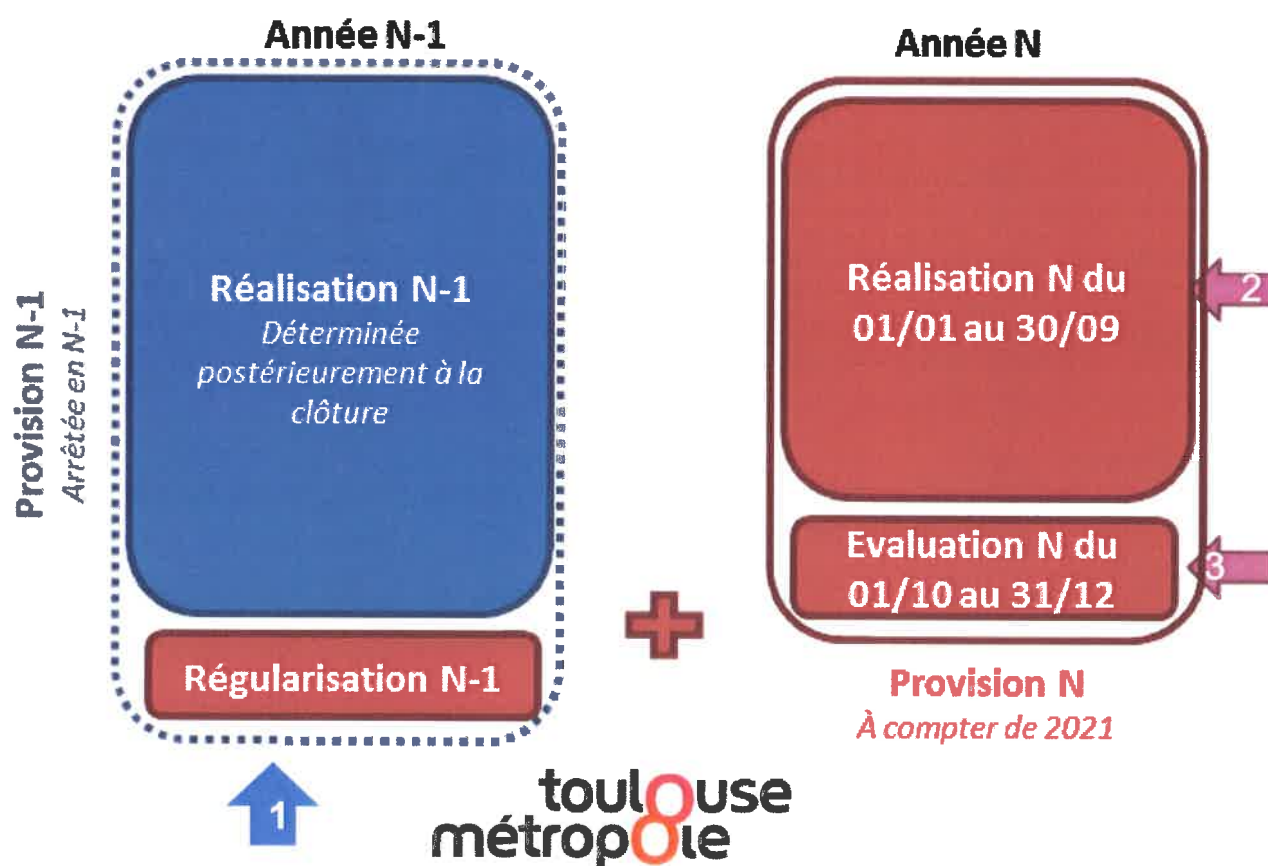 Année N-1
Provision N-1
Arrêtée en N-1
Réalisation N-1
Déterminée
postérieurement à la
clôture
Régularisation N-1
1
Année N
Réalisation N du
01/01 au 30/09
2
Evaluation N du
01/10 au 31/12
3
Provision N
À compter de 2021
toulouse
métropole